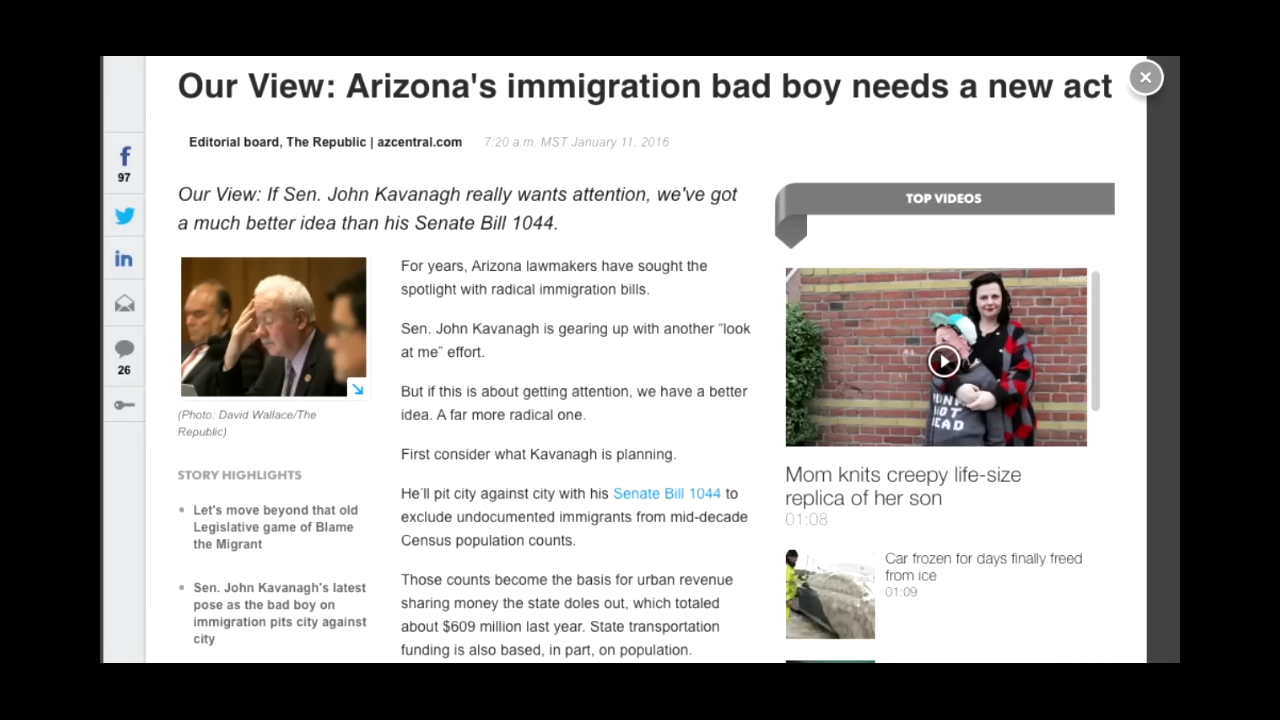 Our View: Arizona's immigration bad boy needs a new act
Editorial board, The Republic | azcentral.com 7:20 a.m. MST January 11, 2016
97
26
Our View: If Sen. John Kavanagh really wants attention, we've got
a much better idea than his Senate Bill 1044.
(Photo: David Wallace/The
Republic)
STORY HIGHLIGHTS
Let's move beyond that old
Legislative game of Blame
the Migrant
Sen. John Kavanagh's latest
pose as the bad boy on
immigration pits city against
city
For years, Arizona lawmakers have sought the
spotlight with radical immigration bills.
Sen. John Kavanagh is gearing up with another "look
at me" effort.
But if this is about getting attention, we have a better
idea. A far more radical one.
First consider what Kavanagh is planning.
He'll pit city against city with his Senate Bill 1044 to
exclude undocumented immigrants from mid-decade
Census population counts.
Those counts become the basis for urban revenue
sharing money the state doles out, which totaled
about $609 million last year. State transportation
funding is also based, in part, on population.
TOP VIDEOS
Mom knits creepy life-size
replica of her son
01:08
Car frozen for days finally freed
from ice
01:09